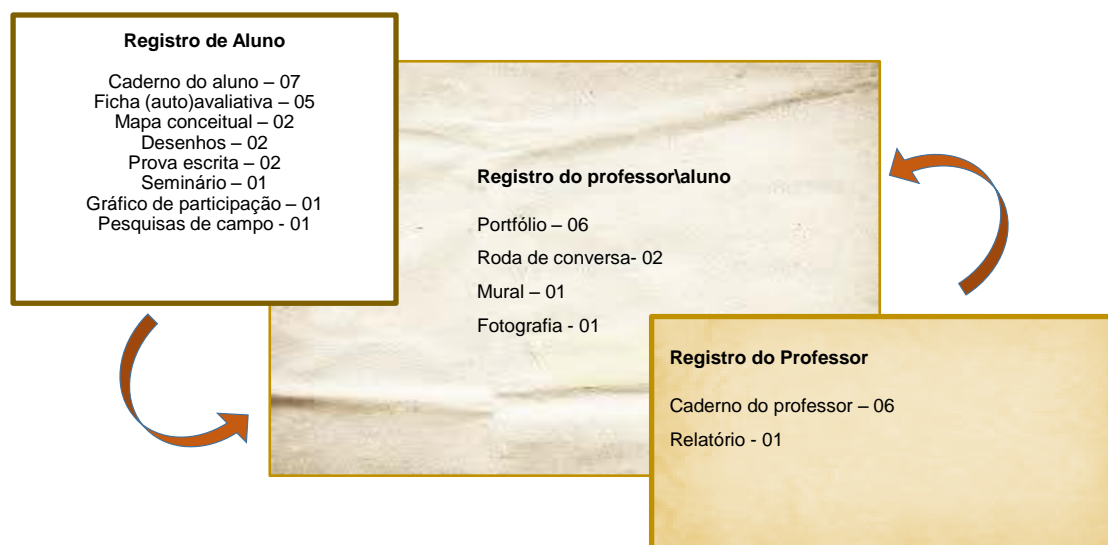 Registro de Aluno
Caderno do aluno – 07
Ficha (auto)avaliativa – 05
Mapa conceitual – 02
Desenhos – 02
Prova escrita – 02
Seminário – 01
Gráfico de participação – 01
Pesquisas de campo - 01
Registro do professor\aluno
Portfólio – 06
Roda de conversa- 02
Mural – 01
Fotografia - 01
Registro do Professor
Caderno do professor – 06
Relatório - 01